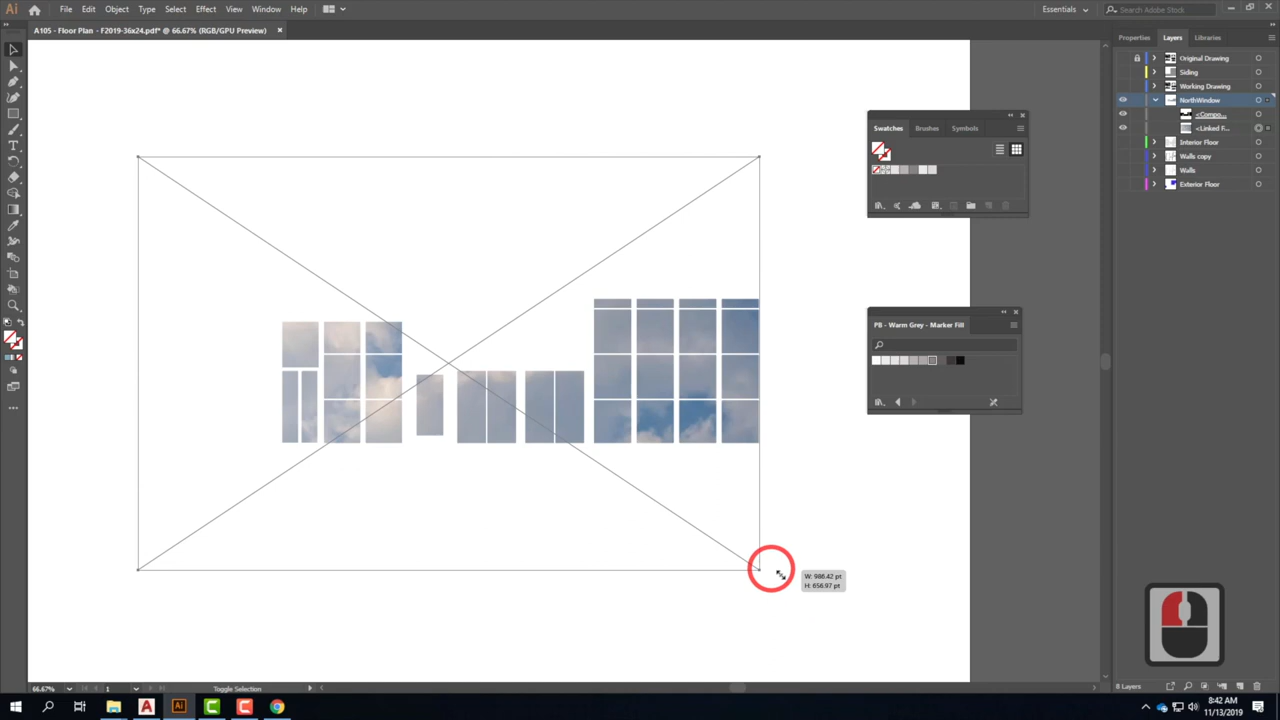 Ai File Edit Object Type Select Effect View Window Help
Essentials
Search Adobe Stock
A105 - Floor Plan - F2019-36x24.pdf* @ 66.67% (RGB/GPU Preview)
Properties Layers Libraries
Original Drawing
Siding
Working Drawing
NorthWindow
<Compo...
<Linked F...
Interior Floor
Walls copy
Walls
Exterior Floor
Swatches Brushes Symbols
PB - Warm Grey - Marker Fill
W: 986.42 pt
H: 656.97 pt
66.67% 1 Toggle Selection
8 Layers
8:42 AM
11/13/2019